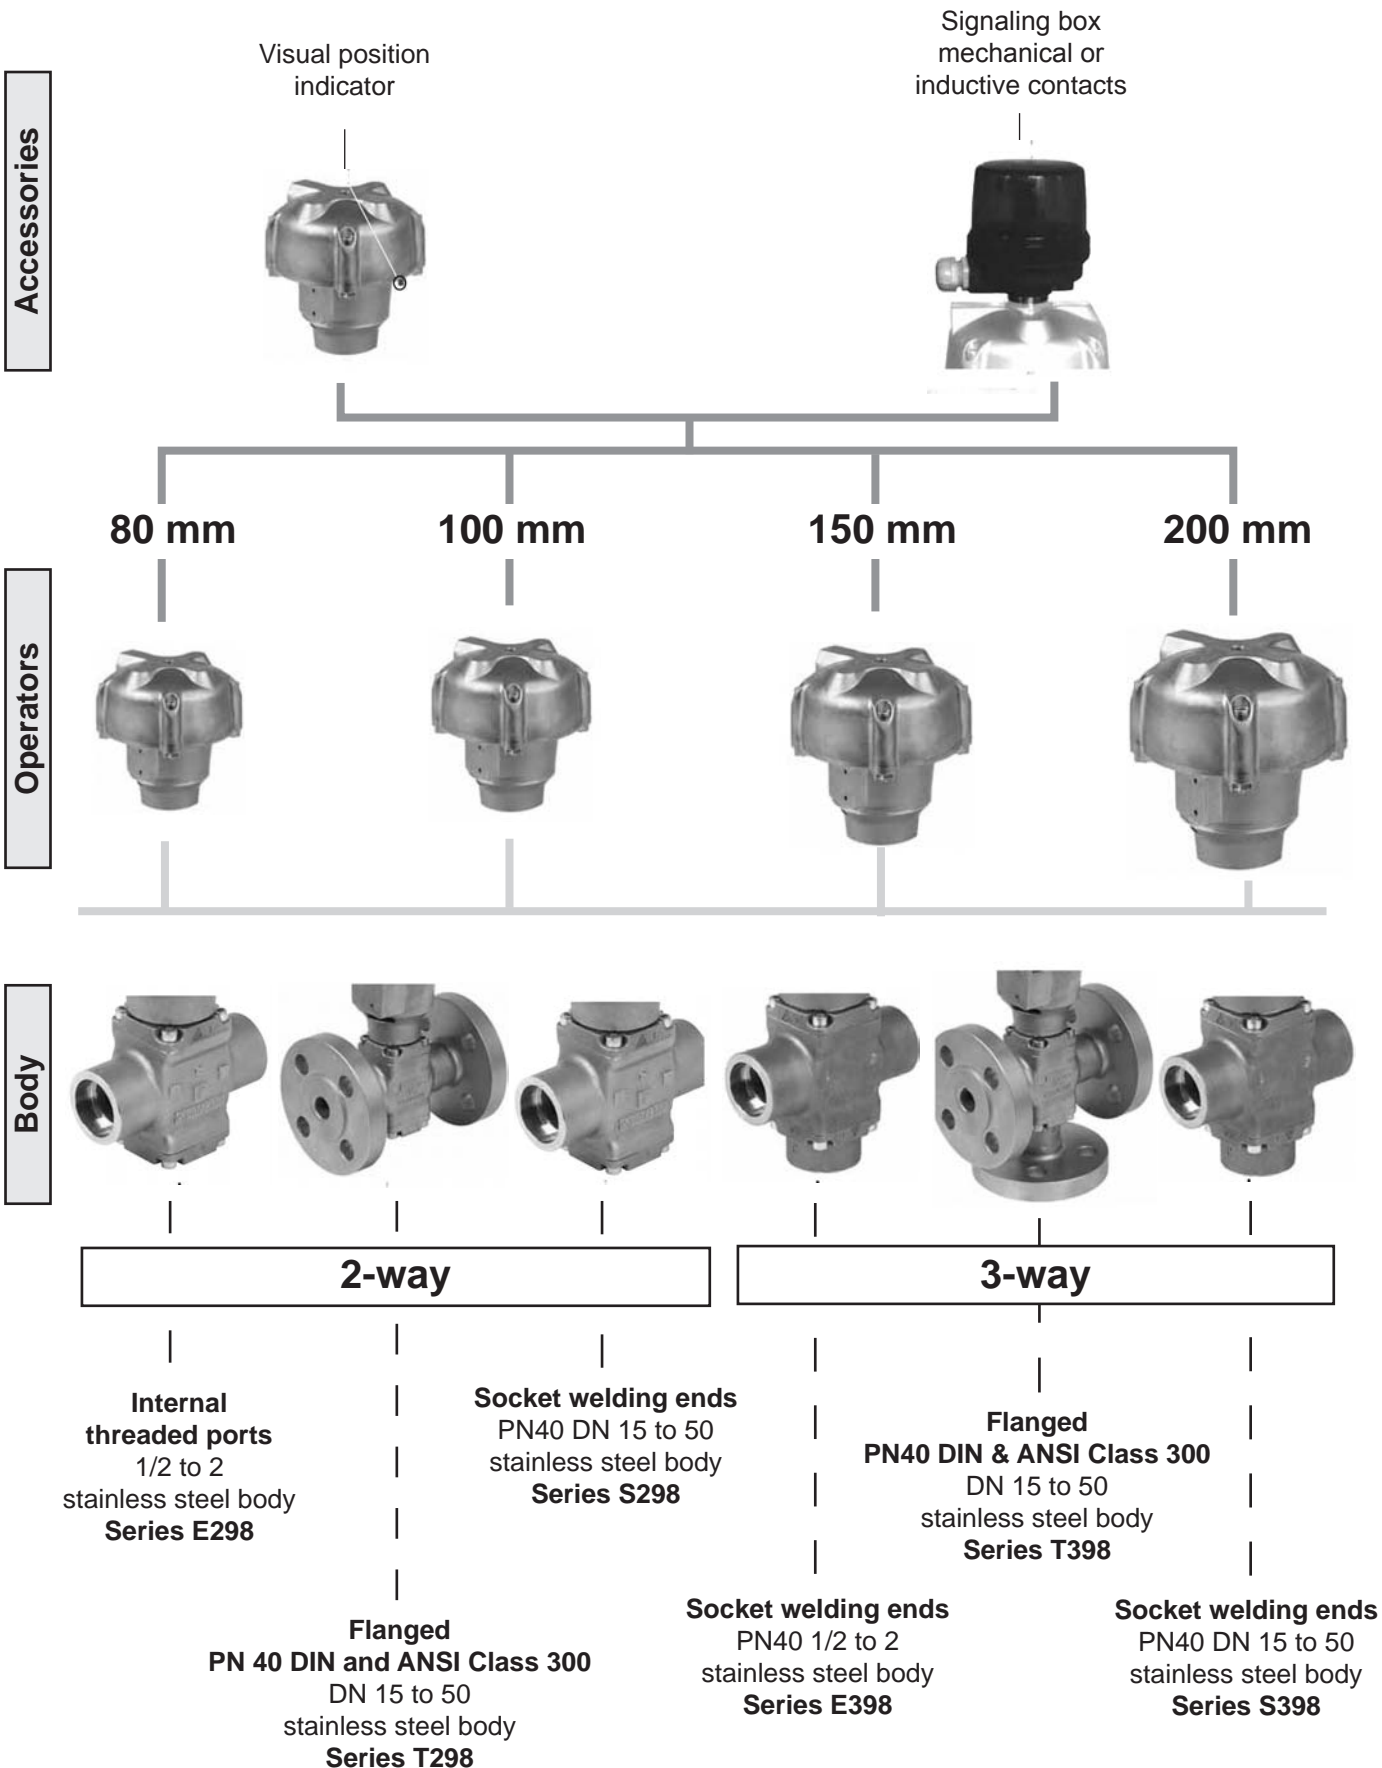 Visual position
indicator
Signaling box
mechanical or
inductive contacts
Accessories
80 mm
100 mm
150 mm
200 mm
Operators
Body
2-way
3-way
Internal
threaded ports
1/2 to 2
stainless steel body
Series E298
Flanged
PN 40 DIN and ANSI Class 300
DN 15 to 50
stainless steel body
Series T298
Socket welding ends
PN40 DN 15 to 50
stainless steel body
Series S298
Socket welding ends
PN40 1/2 to 2
stainless steel body
Series E398
Flanged
PN40 DIN & ANSI Class 300
DN 15 to 50
stainless steel body
Series T398
Socket welding ends
PN40 DN 15 to 50
stainless steel body
Series S398